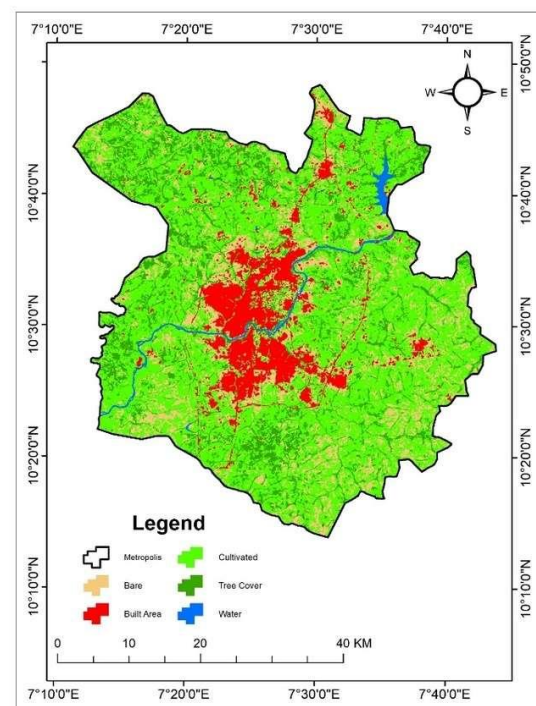 7°10'0"E 7°20'0"E 7°30'0"E 7°40'0"E
N
W E
S
10°50'0"N
10°40'0"N 10°40'0"N
10°30'0"N 10°30'0"N
10°20'0"N 10°20'0"N
Legend
Metropolis Cultivated
Bare Tree Cover
Built Area Water
10°10'0"N 10°10'0"N
0 10 20 40 KM
7°10'0"E 7°20'0"E 7°30'0"E 7°40'0"E